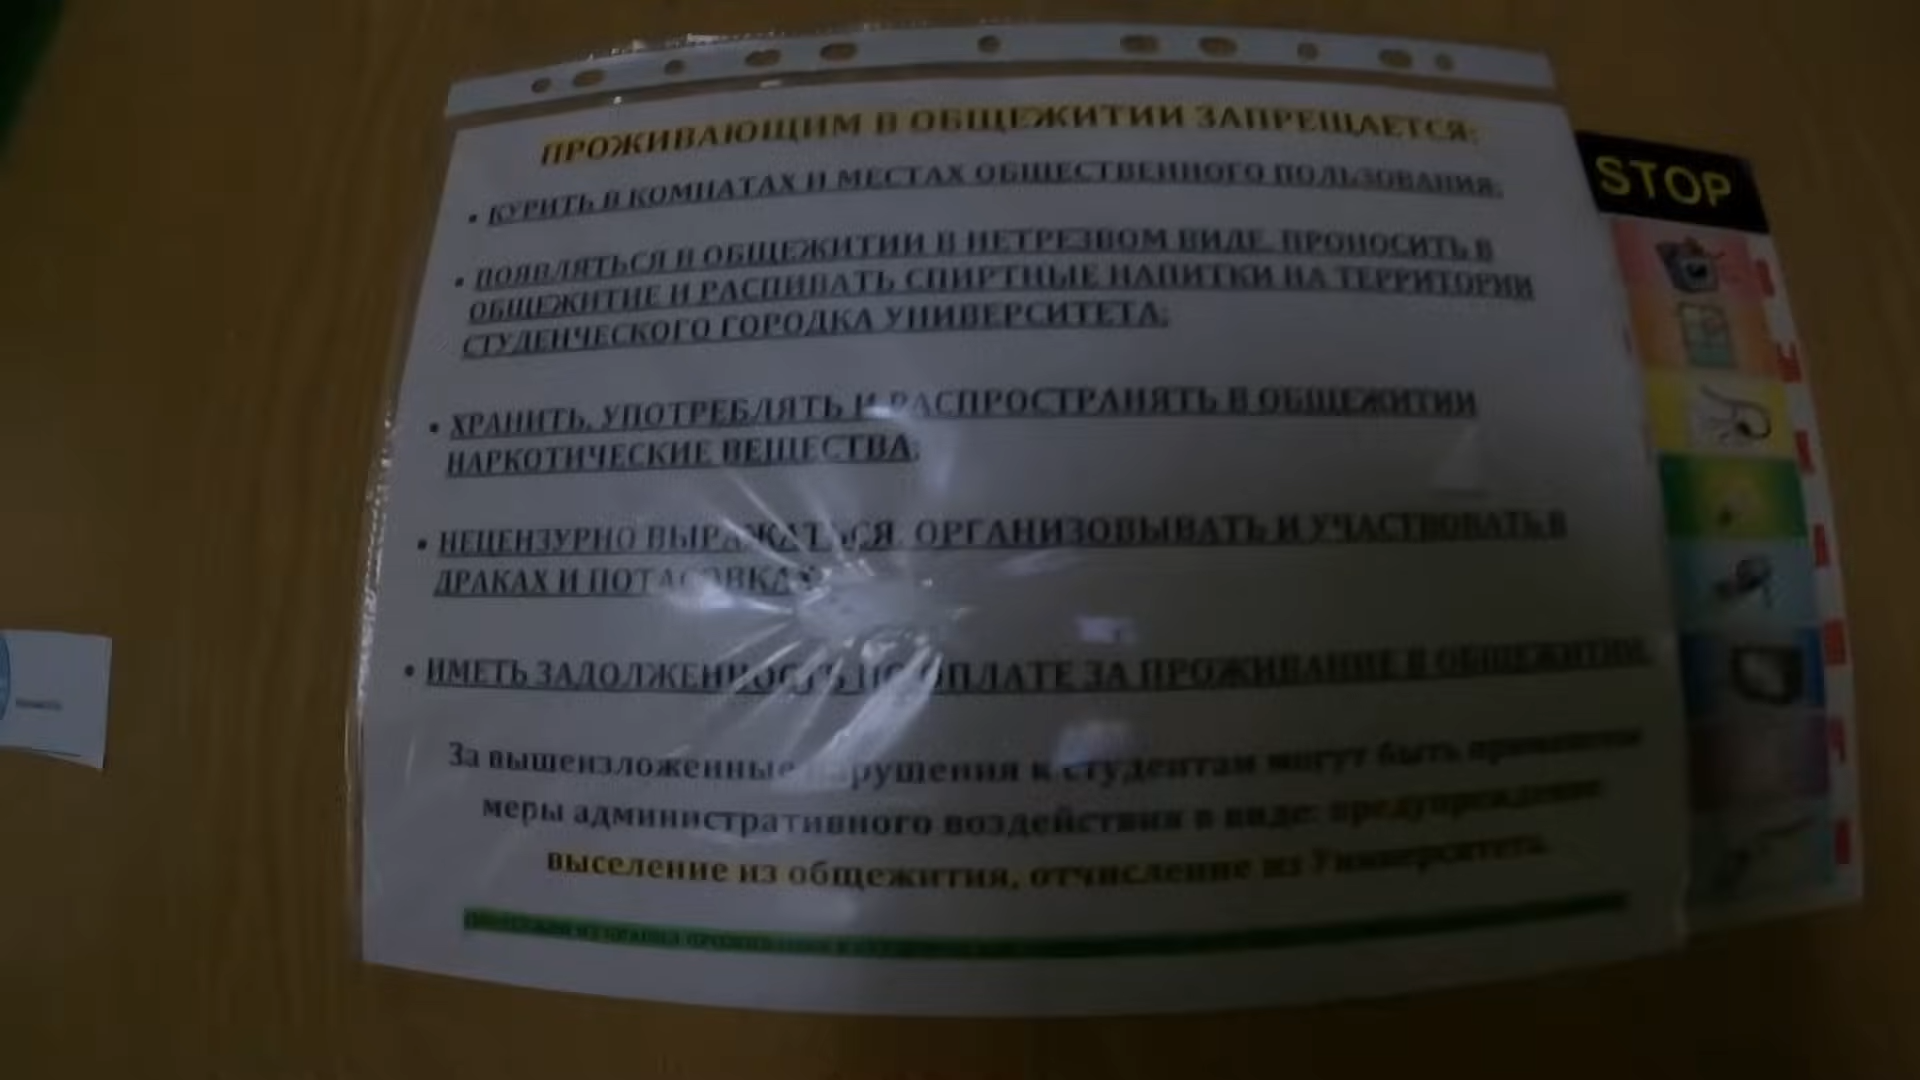 ПРОЖИВАЮЩИМ В ОБЩЕЖИТИИ ЗАПРЕЩАЕТСЯ:
• КУРИТЬ В КОМНАТАХ И МЕСТАХ ОБЩЕСТВЕННОГО ПОЛЬЗОВАНИЯ;
• ПОЯВЛЯТЬСЯ В ОБЩЕЖИТИИ В НЕТРЕЗВОМ ВИДЕ, ПРОНОСИТЬ В
ОБЩЕЖИТИЕ И РАСПИВАТЬ СПИРТНЫЕ НАПИТКИ НА ТЕРРИТОРИИ
СТУДЕНЧЕСКОГО ГОРОДКА УНИВЕРСИТЕТА;
• ХРАНИТЬ, УПОТРЕБЛЯТЬ И РАСПРОСТРАНЯТЬ В ОБЩЕЖИТИИ
НАРКОТИЧЕСКИЕ ВЕЩЕСТВА;
• НЕЦЕНЗУРНО ВЫРАЖАТЬСЯ, ОРГАНИЗОВЫВАТЬ И УЧАСТВОВАТЬ В
ДРАКАХ И ПОТАСОВКАХ
• ИМЕТЬ ЗАДОЛЖЕННОСТЬ ПО ОПЛАТЕ ЗА ПРОЖИВАНИЕ В ОБЩЕЖИТИИ.
За вышеизложенные нарушения к студентам могут быть применены
меры административного воздействия в виде: предупреждение
выселение из общежития, отчисление из Университета.
STOP